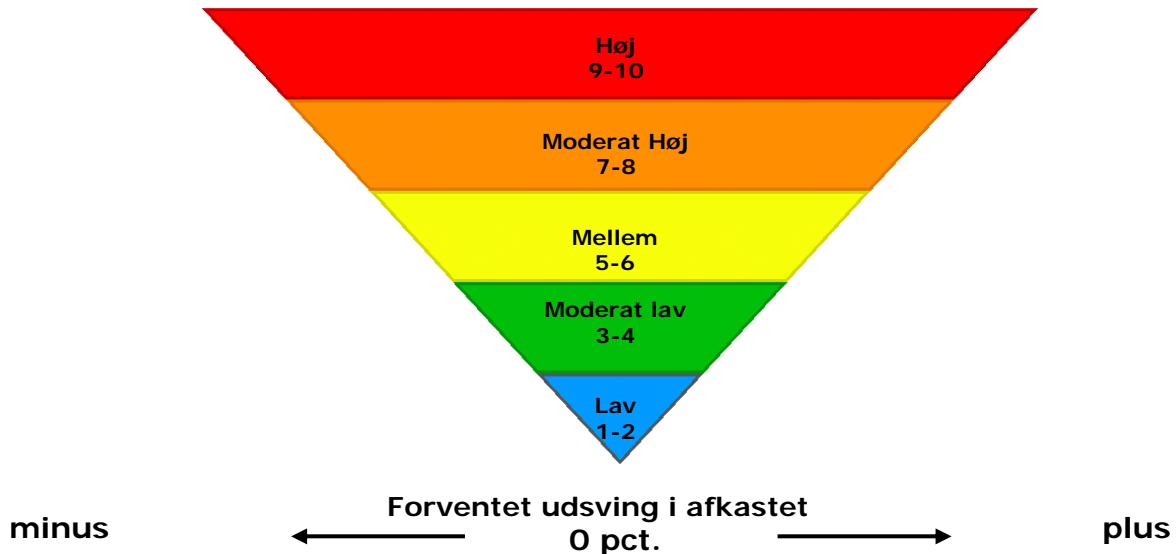 Høj
9-10
Moderat Høj
7-8
Mellem
5-6
Moderat lav
3-4
Lav
1-2
Forventet udsving i afkastet
minus
0 pct.
plus